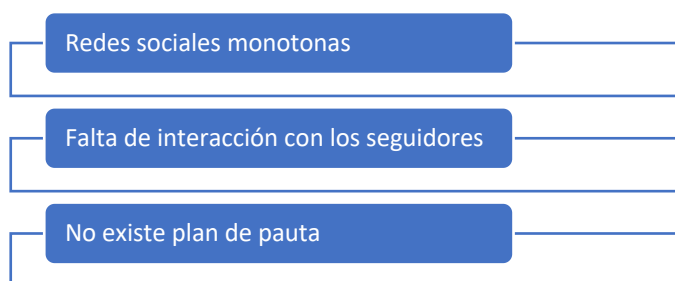 Redes sociales monotonas
Falta de interacción con los seguidores
No existe plan de pauta